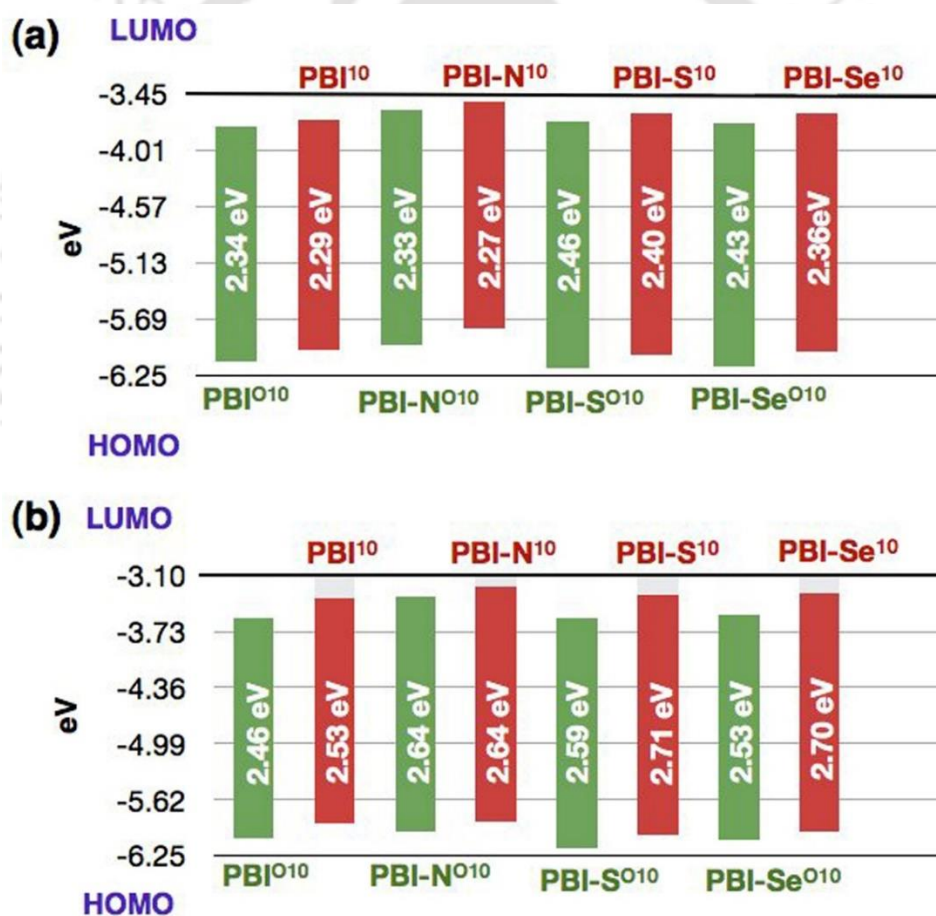 (a) LUMO
PBI¹⁰ PBI-N¹⁰ PBI-S¹⁰ PBI-Se¹⁰
-3.45
-4.01
-4.57
-5.13
-5.69
-6.25
eV
2.34 eV
2.29 eV
2.33 eV
2.27 eV
2.46 eV
2.40 eV
2.43 eV
2.36eV
PBIᴼ¹⁰ PBI-Nᴼ¹⁰ PBI-Sᴼ¹⁰ PBI-Seᴼ¹⁰
HOMO
(b) LUMO
PBI¹⁰ PBI-N¹⁰ PBI-S¹⁰ PBI-Se¹⁰
-3.10
-3.73
-4.36
-4.99
-5.62
-6.25
eV
2.46 eV
2.53 eV
2.64 eV
2.64 eV
2.59 eV
2.71 eV
2.53 eV
2.70 eV
PBIᴼ¹⁰ PBI-Nᴼ¹⁰ PBI-Sᴼ¹⁰ PBI-Seᴼ¹⁰
HOMO